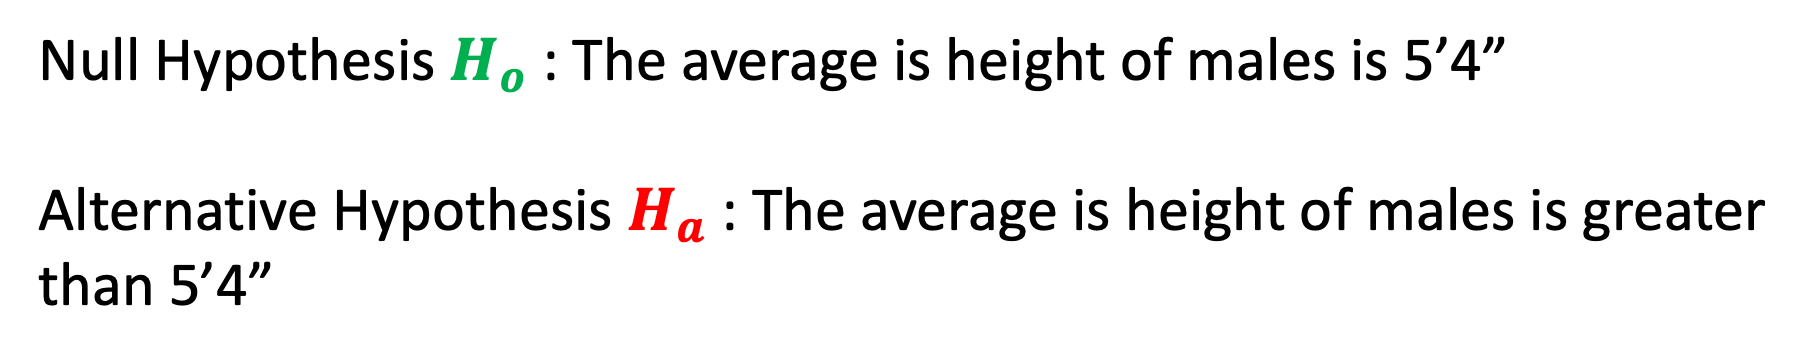 Null Hypothesis Hₒ : The average is height of males is 5’4”
Alternative Hypothesis Hₐ : The average is height of males is greater
than 5’4”